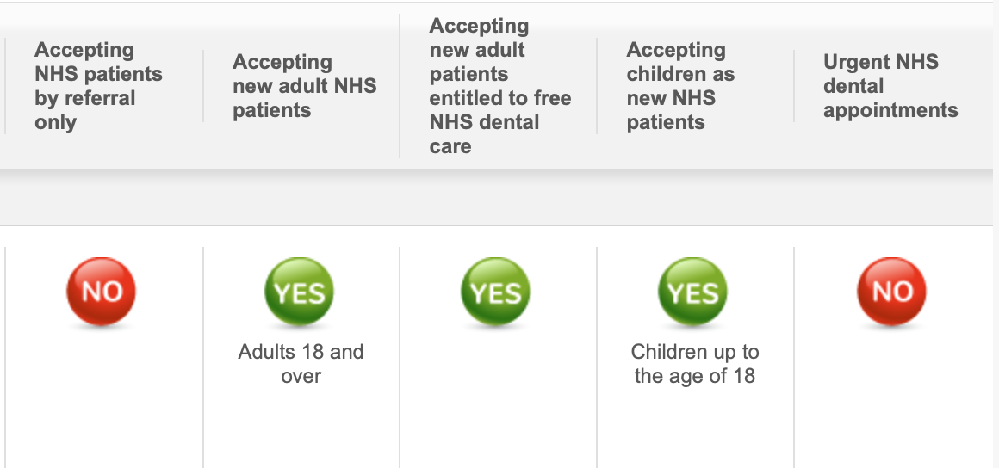 Accepting
NHS patients
by referral
only
Accepting
new adult NHS
patients
Accepting
new adult
patients
entitled to free
NHS dental
care
Accepting
children as
new NHS
patients
Urgent NHS
dental
appointments
NO
YES
Adults 18 and
over
YES
YES
Children up to
the age of 18
NO